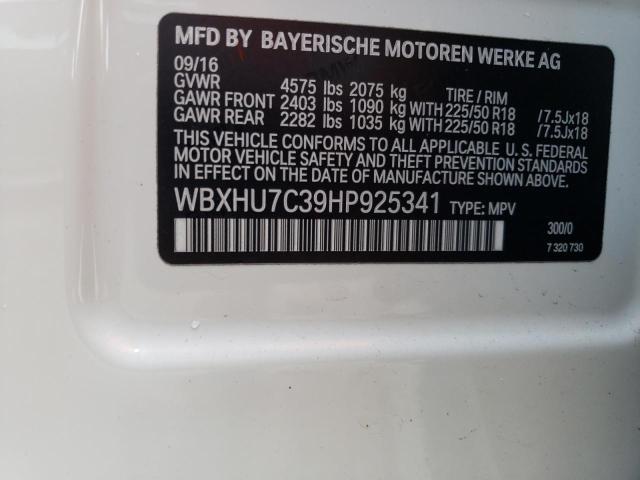 MFD BY BAYERISCHE MOTOREN WERKE AG
09/16
GVWR 4575 lbs 2075 kg TIRE / RIM
GAWR FRONT 2403 lbs 1090 kg WITH 225/50 R18 /7.5Jx18
GAWR REAR 2282 lbs 1035 kg WITH 225/50 R18 /7.5Jx18
THIS VEHICLE CONFORMS TO ALL APPLICABLE U. S. FEDERAL
MOTOR VEHICLE SAFETY AND THEFT PREVENTION STANDARDS
IN EFFECT ON THE DATE OF MANUFACTURE SHOWN ABOVE.
WBXHU7C39HP925341 TYPE: MPV
300/0
7 320 730